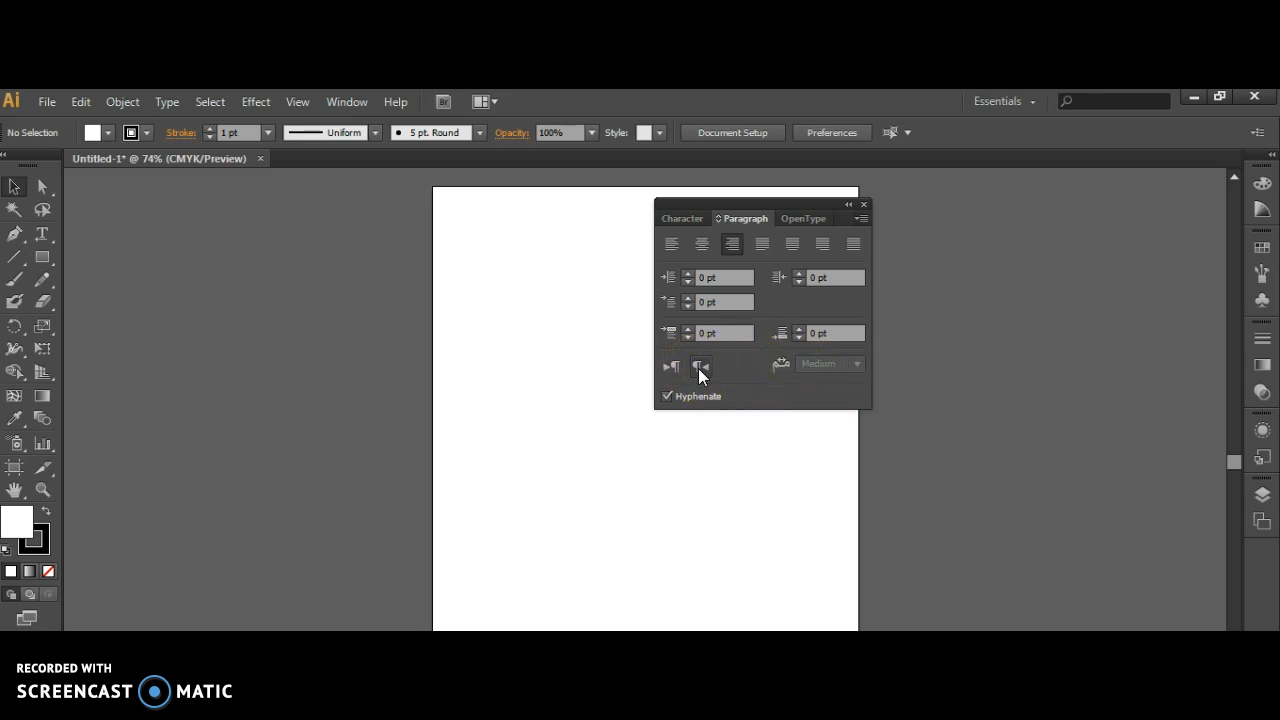 Ai File Edit Object Type Select Effect View Window Help Br Essentials
No Selection Stroke: 1 pt Uniform 5 pt. Round Opacity: 100% Style: Document Setup Preferences
Untitled-1* @ 74% (CMYK/Preview)
Character Paragraph OpenType
0 pt 0 pt
0 pt
0 pt 0 pt
Medium
Hyphenate
RECORDED WITH
SCREENCAST MATIC